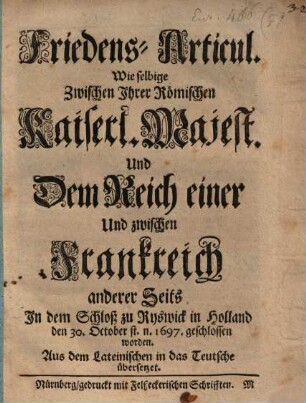 Friedens-Articul.
Wie selbige
Zwischen Ihrer Römischen
Kaiserl. Majest.
Und
Dem Reich einer
Und zwischen
Frankreich
anderer Seits
In dem Schloß zu Ryswick in Holland
den 30. October st. n. 1697. geschlossen
worden.
Aus dem Lateinischen in das Teutsche
übersetzet.
Nürnberg/gedruckt mit Felßeckerischen Schrifften. M